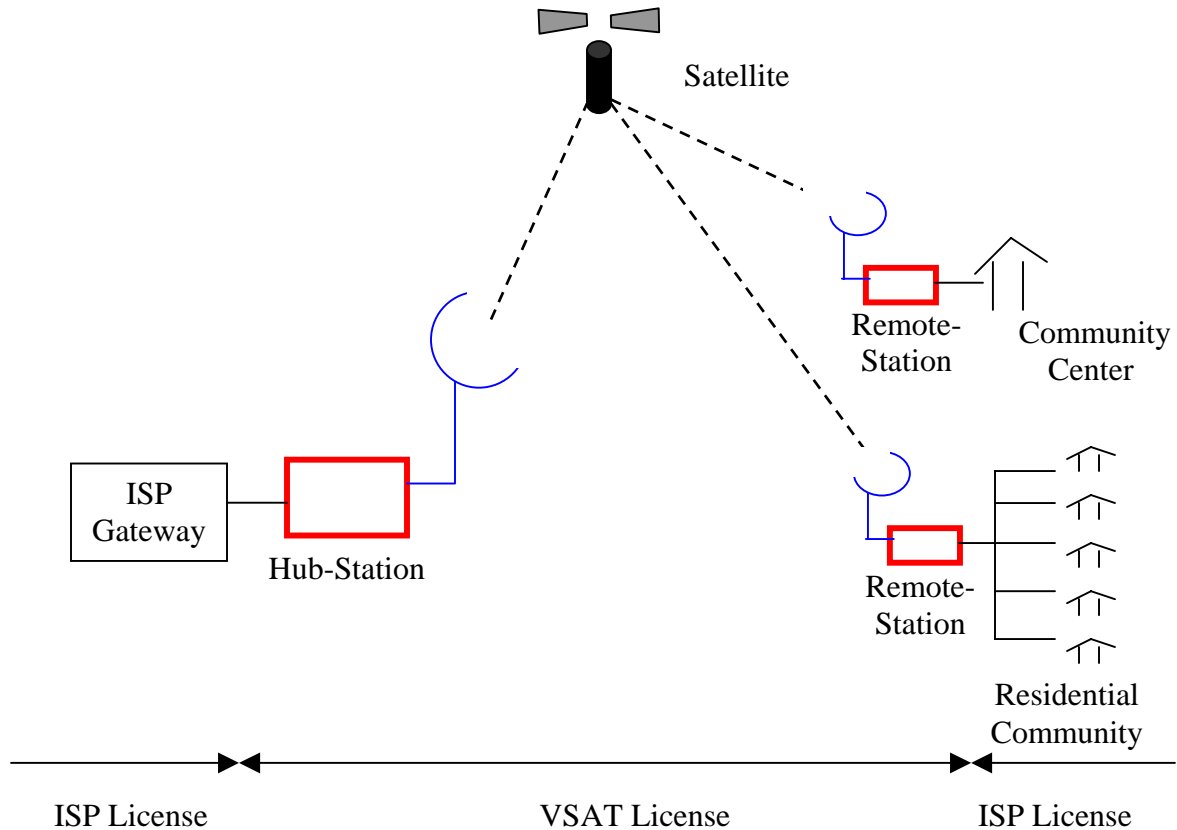 Satellite
Remote-
Station
Community
Center
ISP
Gateway
Hub-Station
Remote-
Station
Residential
Community
ISP License
VSAT License
ISP License